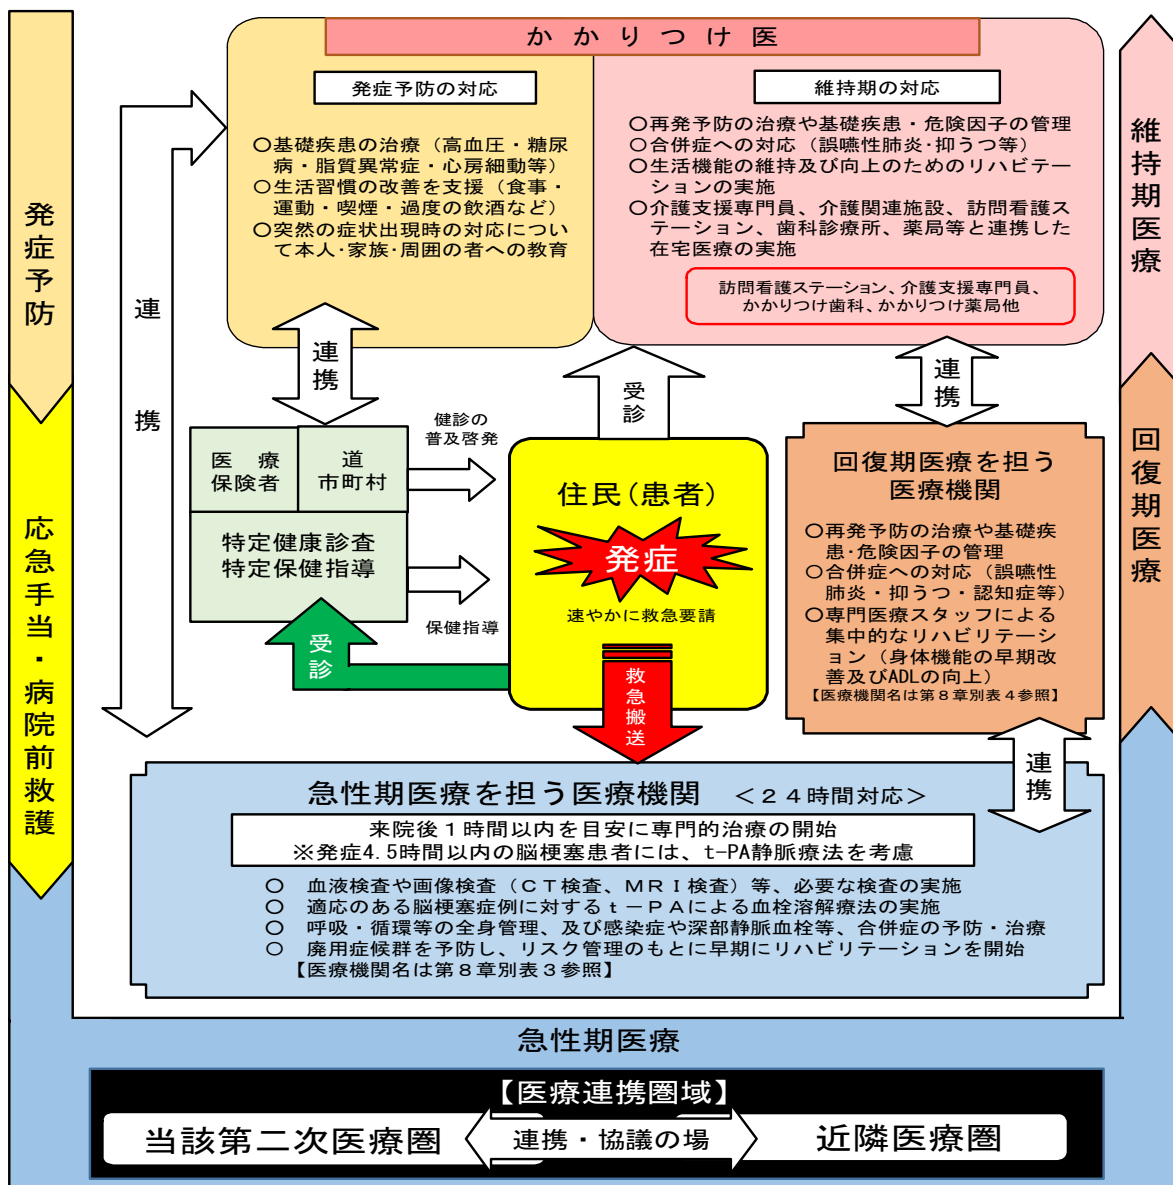 かかりつけ医
発症予防の対応
○基礎疾患の治療（高血圧・糖尿
病・脂質異常症・心房細動等）
○生活習慣の改善を支援（食事・
運動・喫煙・過度の飲酒など）
○突然の症状出現時の対応につい
て本人･家族･周囲の者への教育
維持期の対応
○再発予防の治療や基礎疾患・危険因子の管理
○合併症への対応（誤嚥性肺炎･抑うつ等）
○生活機能の維持及び向上のためのリハビテー
ションの実施
○介護支援専門員、介護関連施設、訪問看護ス
テーション、歯科診療所、薬局等と連携した
在宅医療の実施
訪問看護ステーション、介護支援専門員、
かかりつけ歯科、かかりつけ薬局他
発症予防
応急手当・病院前救護
維持期医療
回復期医療
連携
連携
受診
連携
医療
保険者
道
市町村
特定健康診査
特定保健指導
健診の
普及啓発
保健指導
受診
住民(患者)
発症
速やかに救急要請
救急搬送
回復期医療を担う
医療機関
○再発予防の治療や基礎疾
患･危険因子の管理
○合併症への対応（誤嚥性
肺炎・抑うつ・認知症等）
○専門医療スタッフによる
集中的なリハビリテーシ
ョン（身体機能の早期改
善及びADLの向上）
【医療機関名は第８章別表４参照】
連携
急性期医療を担う医療機関　＜２４時間対応＞
来院後１時間以内を目安に専門的治療の開始
※発症4.5時間以内の脳梗塞患者には、t-PA静脈療法を考慮
○　血液検査や画像検査（ＣＴ検査、ＭＲＩ検査）等、必要な検査の実施
○　適応のある脳梗塞症例に対するｔ－ＰＡによる血栓溶解療法の実施
○　呼吸・循環等の全身管理、及び感染症や深部静脈血栓等、合併症の予防・治療
○　廃用症候群を予防し、リスク管理のもとに早期にリハビリテーションを開始
【医療機関名は第８章別表３参照】
急性期医療
【医療連携圏域】
当該第二次医療圏
連携・協議の場
近隣医療圏